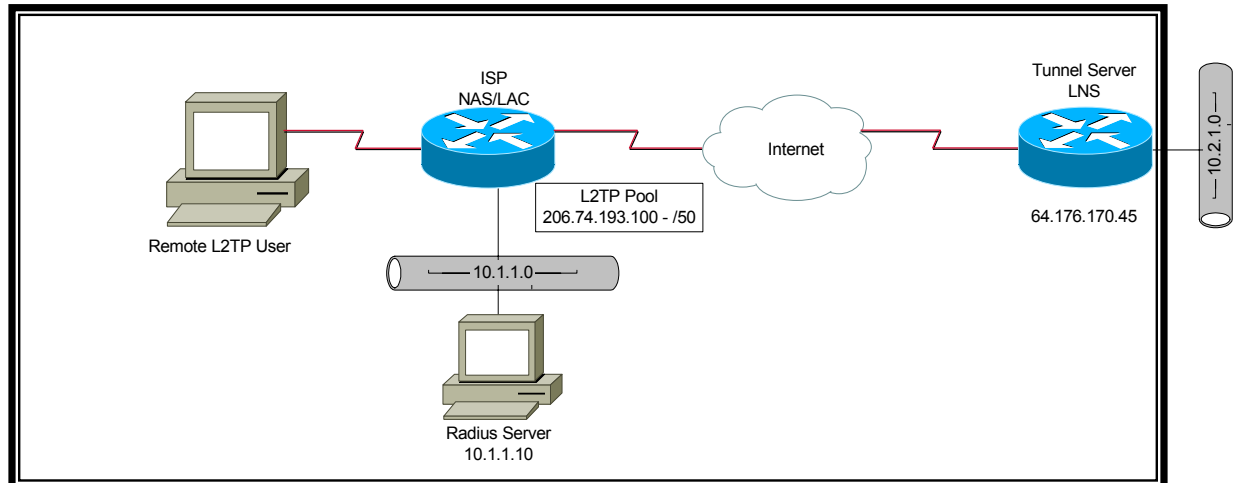 ISP
NAS/LAC
Tunnel Server
LNS
Internet
10.2.1.0
L2TP Pool
206.74.193.100 - /50
64.176.170.45
Remote L2TP User
10.1.1.0
Radius Server
10.1.1.10